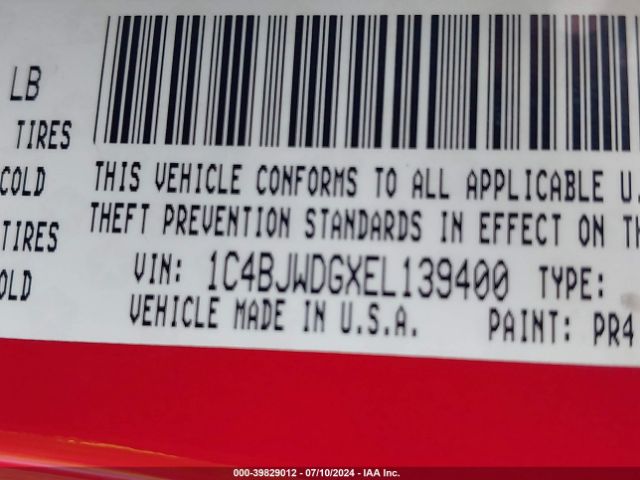 LB
TIRES
COLD
TIRES
OLD
THIS VEHICLE CONFORMS TO ALL APPLICABLE U.
THEFT PREVENTION STANDARDS IN EFFECT ON TH
VIN: 1C4BJWDGXEL139400 TYPE:
VEHICLE MADE IN U.S.A. PAINT: PR4
000-39829012 - 07/10/2024 - IAA Inc.